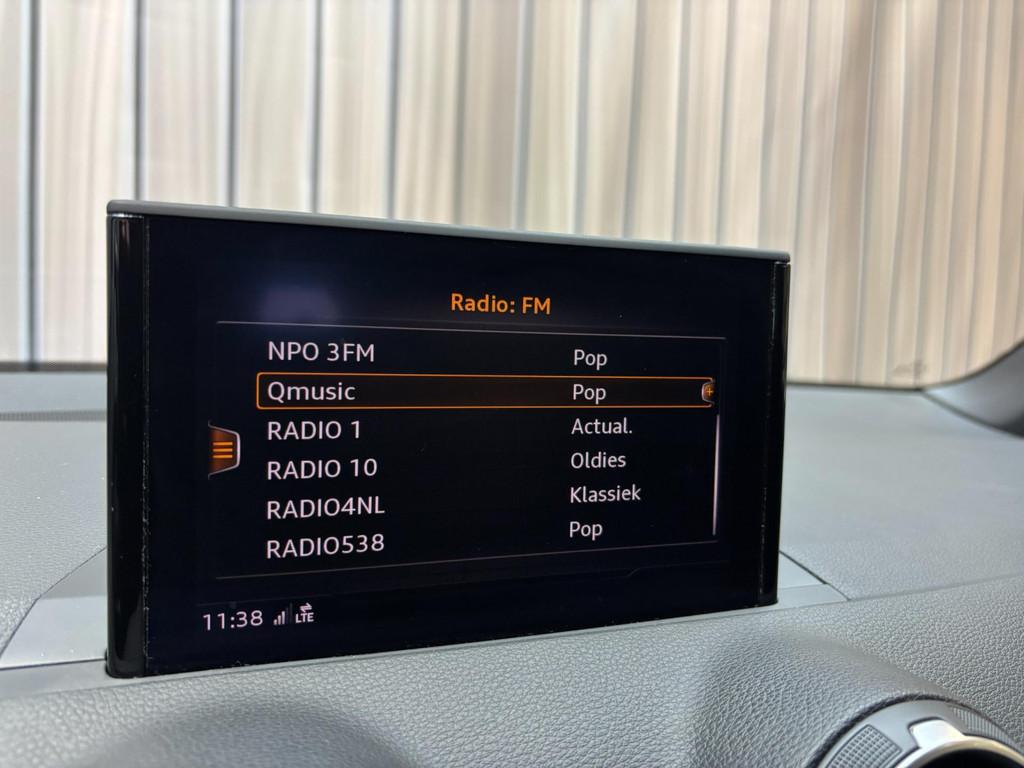 Radio: FM
NPO 3FM Pop
Qmusic Pop
RADIO 1 Actual.
RADIO 10 Oldies
RADIO4NL Klassiek
RADIO538 Pop
11:38 LTE